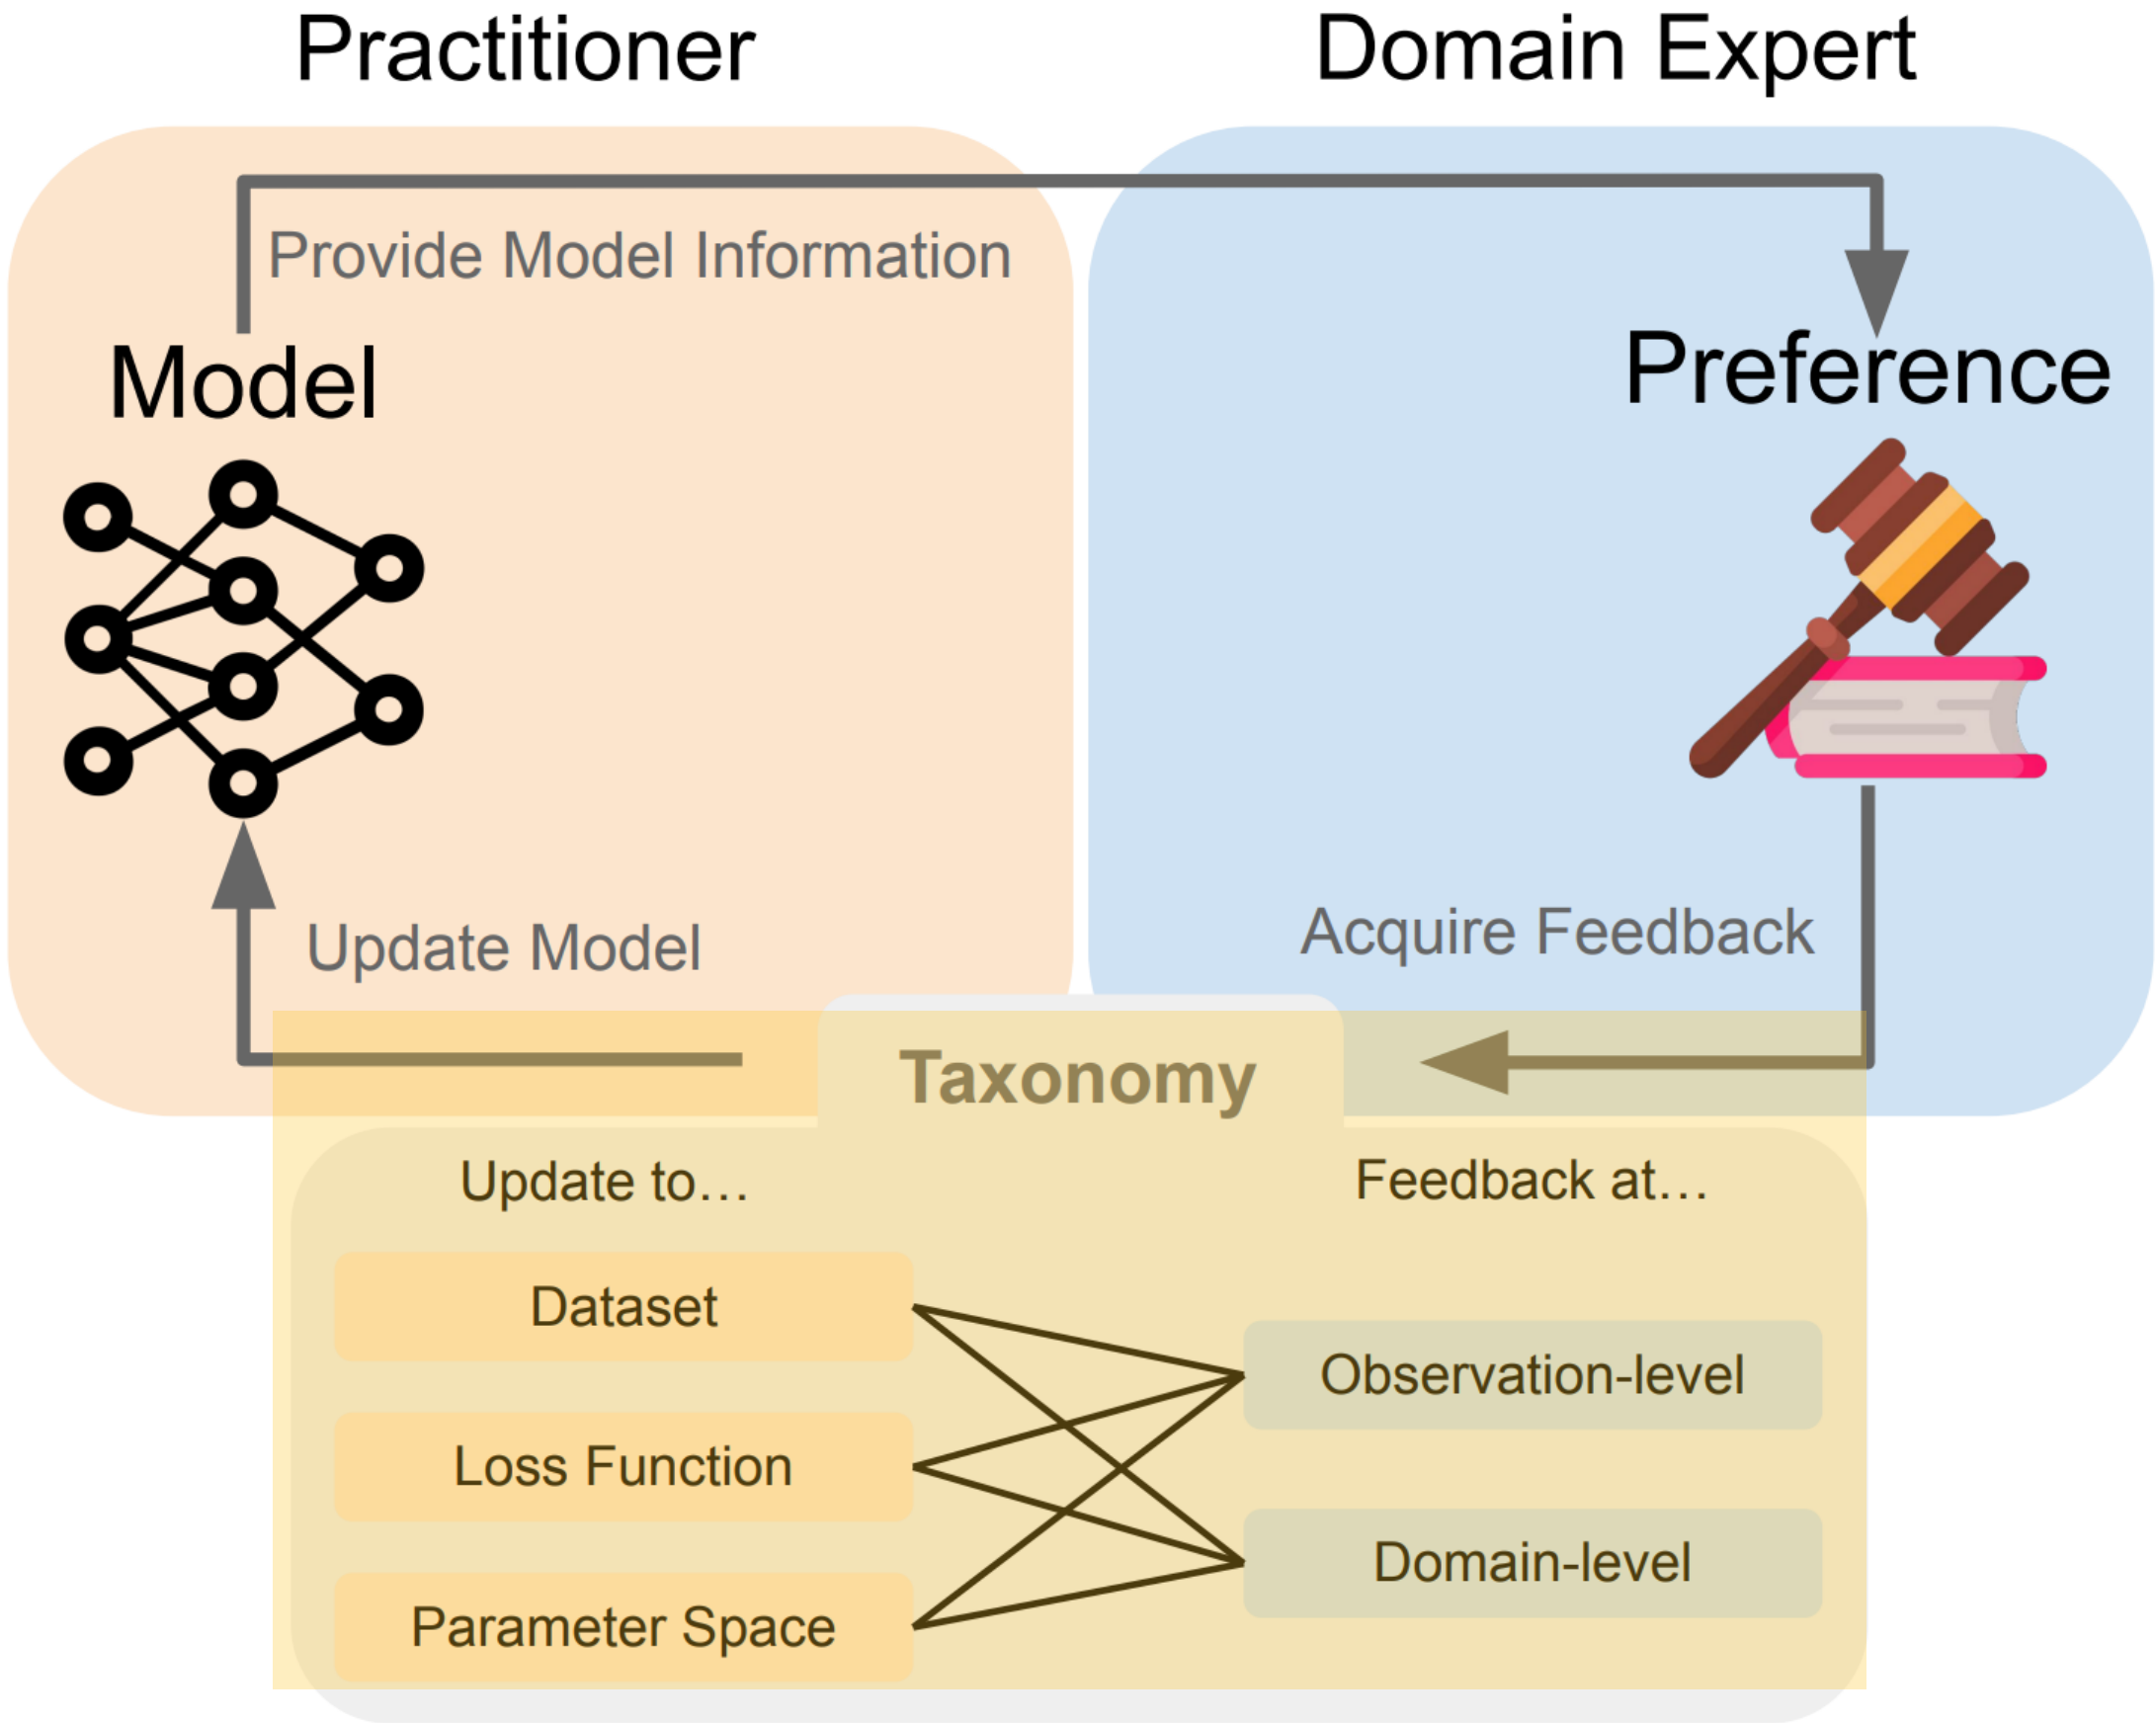 Practitioner
Domain Expert
Provide Model Information
Model
Preference
Update Model
Acquire Feedback
Taxonomy
Update to…
Feedback at…
Dataset
Observation-level
Loss Function
Domain-level
Parameter Space